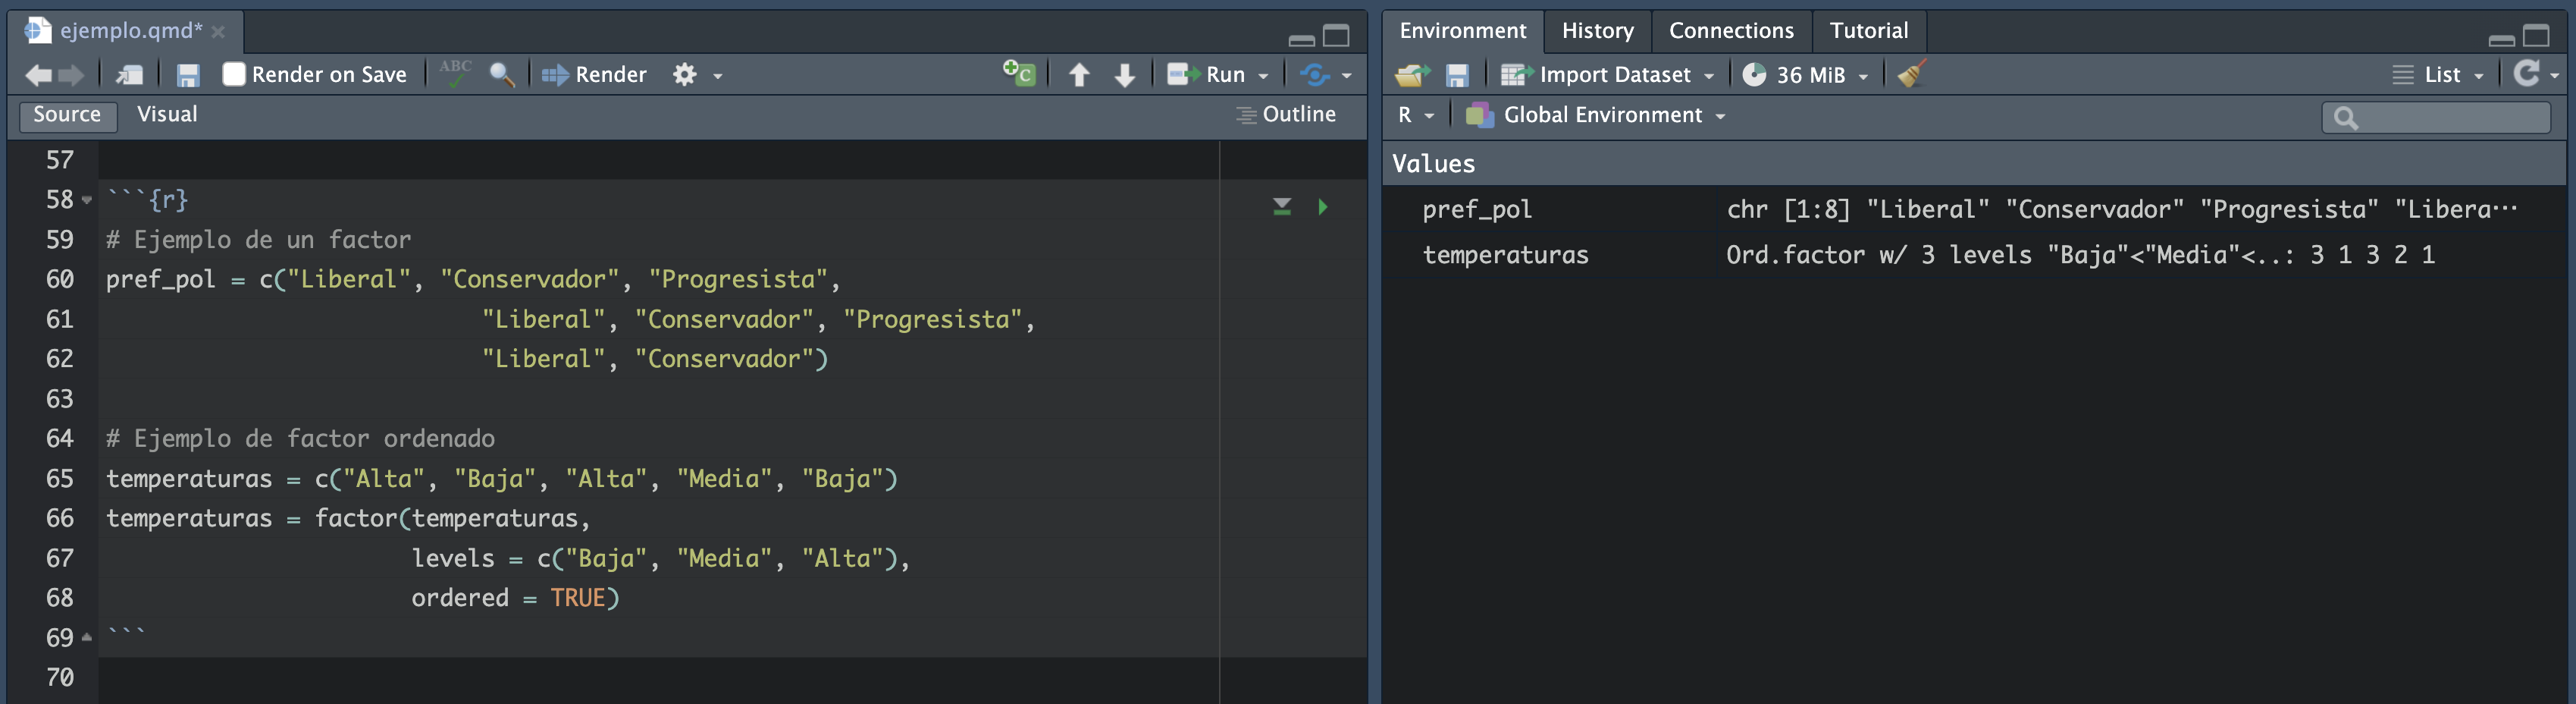 ejemplo.qmd*
Render on Save ABC Render Run
Source Visual Outline
57
58 ```{r}
59 # Ejemplo de un factor
60 pref_pol = c("Liberal", "Conservador", "Progresista",
61 "Liberal", "Conservador", "Progresista",
62 "Liberal", "Conservador")
63
64 # Ejemplo de factor ordenado
65 temperaturas = c("Alta", "Baja", "Alta", "Media", "Baja")
66 temperaturas = factor(temperaturas,
67 levels = c("Baja", "Media", "Alta"),
68 ordered = TRUE)
69 ```
70
Environment History Connections Tutorial
Import Dataset 36 MiB List
R Global Environment
Values
pref_pol chr [1:8] "Liberal" "Conservador" "Progresista" "Libera…
temperaturas Ord.factor w/ 3 levels "Baja"<"Media"<..: 3 1 3 2 1